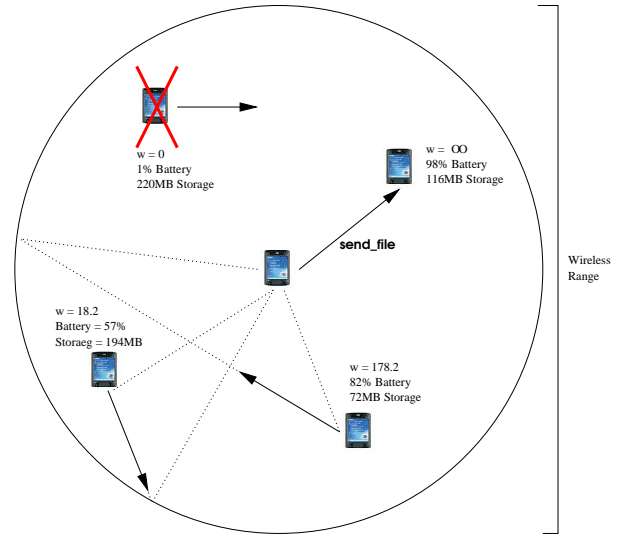 w = 0
1% Battery
220MB Storage
w = OO
98% Battery
116MB Storage
send_file
Wireless
Range
w = 18.2
Battery = 57%
Storaeg = 194MB
w = 178.2
82% Battery
72MB Storage